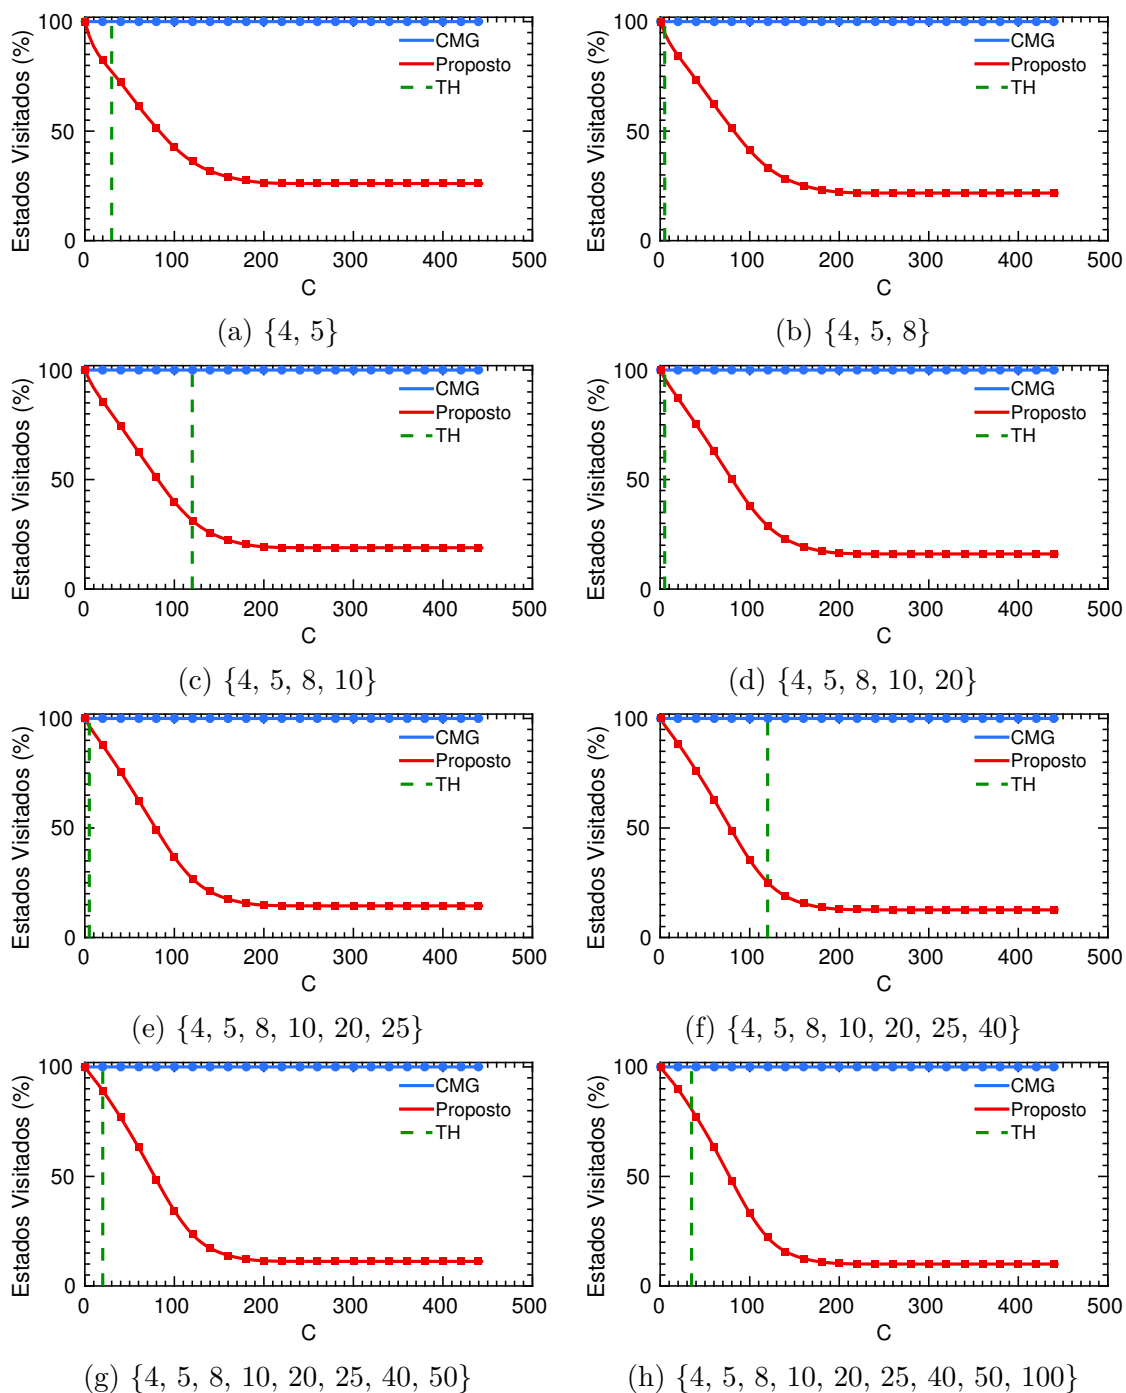 100
50
0
Estados Visitados (%)
CMG
Proposto
TH
0 100 200 300 400 500
C
(a) {4, 5}
100
50
0
Estados Visitados (%)
CMG
Proposto
TH
0 100 200 300 400 500
C
(b) {4, 5, 8}
100
50
0
Estados Visitados (%)
CMG
Proposto
TH
0 100 200 300 400 500
C
(c) {4, 5, 8, 10}
100
50
0
Estados Visitados (%)
CMG
Proposto
TH
0 100 200 300 400 500
C
(d) {4, 5, 8, 10, 20}
100
50
0
Estados Visitados (%)
CMG
Proposto
TH
0 100 200 300 400 500
C
(e) {4, 5, 8, 10, 20, 25}
100
50
0
Estados Visitados (%)
CMG
Proposto
TH
0 100 200 300 400 500
C
(f) {4, 5, 8, 10, 20, 25, 40}
100
50
0
Estados Visitados (%)
CMG
Proposto
TH
0 100 200 300 400 500
C
(g) {4, 5, 8, 10, 20, 25, 40, 50}
100
50
0
Estados Visitados (%)
CMG
Proposto
TH
0 100 200 300 400 500
C
(h) {4, 5, 8, 10, 20, 25, 40, 50, 100}